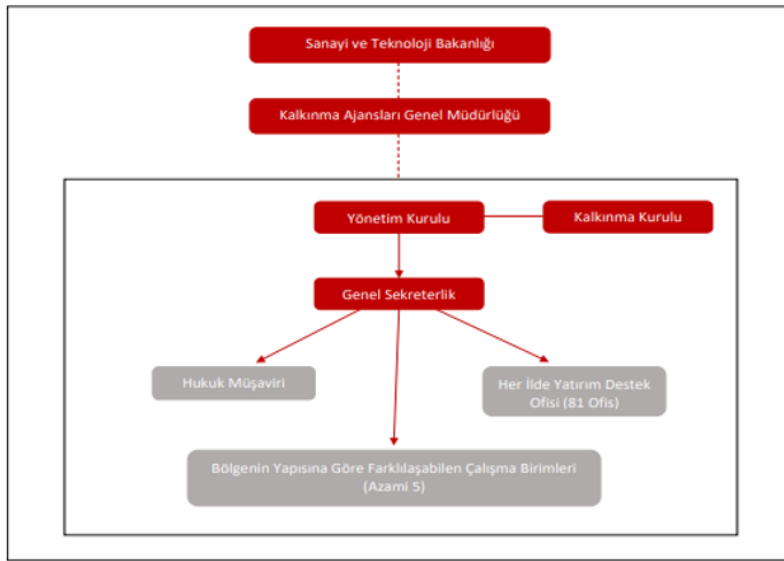 Sanayi ve Teknoloji Bakanlığı
Kalkınma Ajansları Genel Müdürlüğü
Yönetim Kurulu
Kalkınma Kurulu
Genel Sekreterlik
Hukuk Müşaviri
Her İlde Yatırım Destek
Ofisi (81 Ofis)
Bölgenin Yapısına Göre Farklılaşabilen Çalışma Birimleri
(Azami 5)